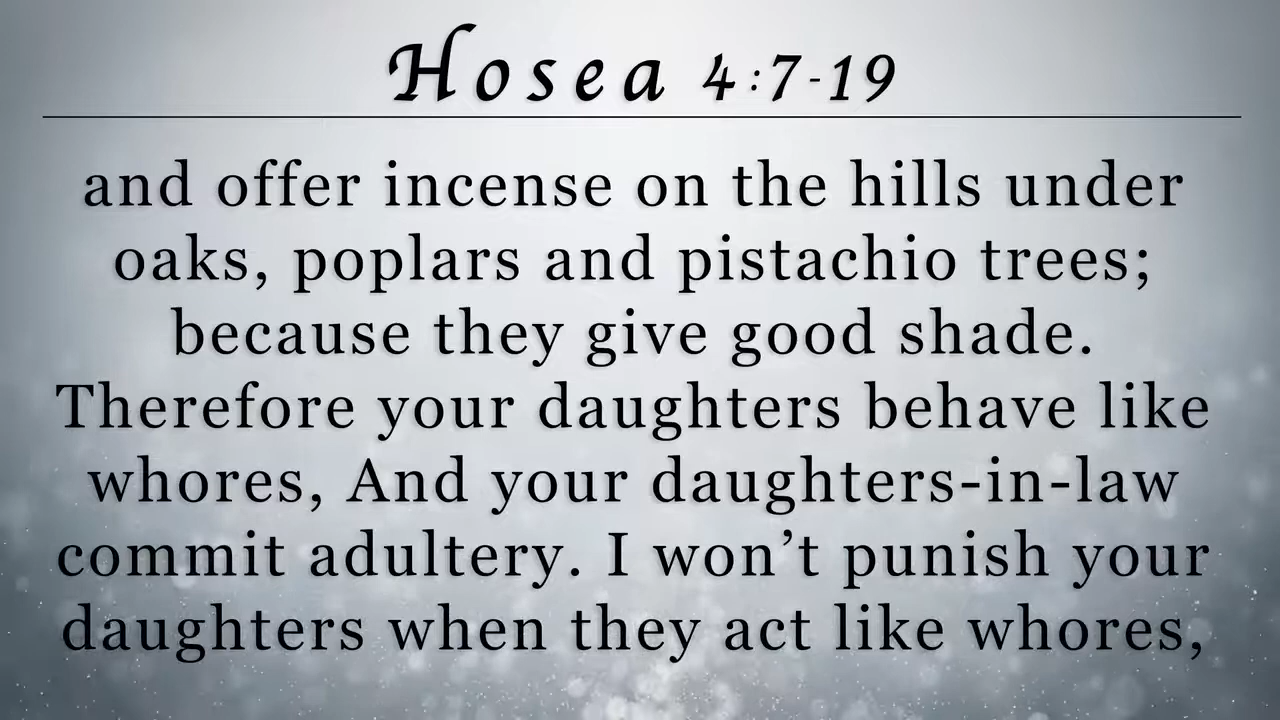 Hosea 4:7-19
and offer incense on the hills under
oaks, poplars and pistachio trees;
because they give good shade.
Therefore your daughters behave like
whores, And your daughters-in-law
commit adultery. I won’t punish your
daughters when they act like whores,